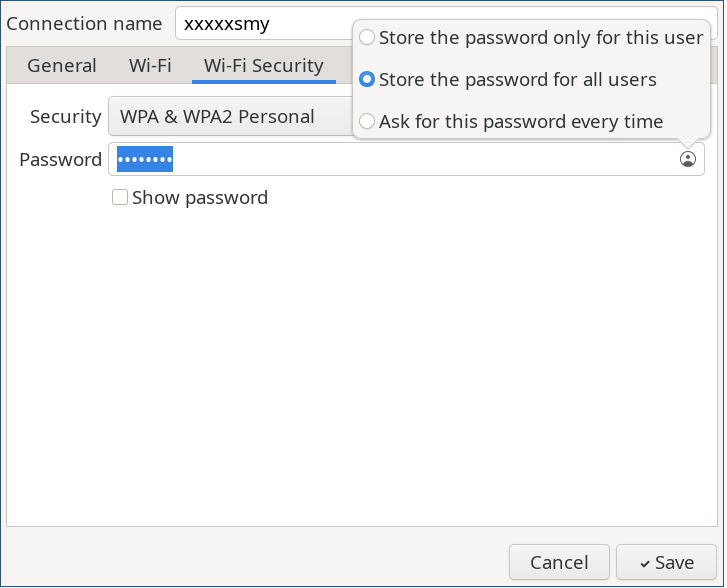 Connection name xxxxxsmy
Store the password only for this user
General Wi-Fi Wi-Fi Security
Store the password for all users
Security WPA & WPA2 Personal
Ask for this password every time
Password ••••••••
Show password
Cancel Save